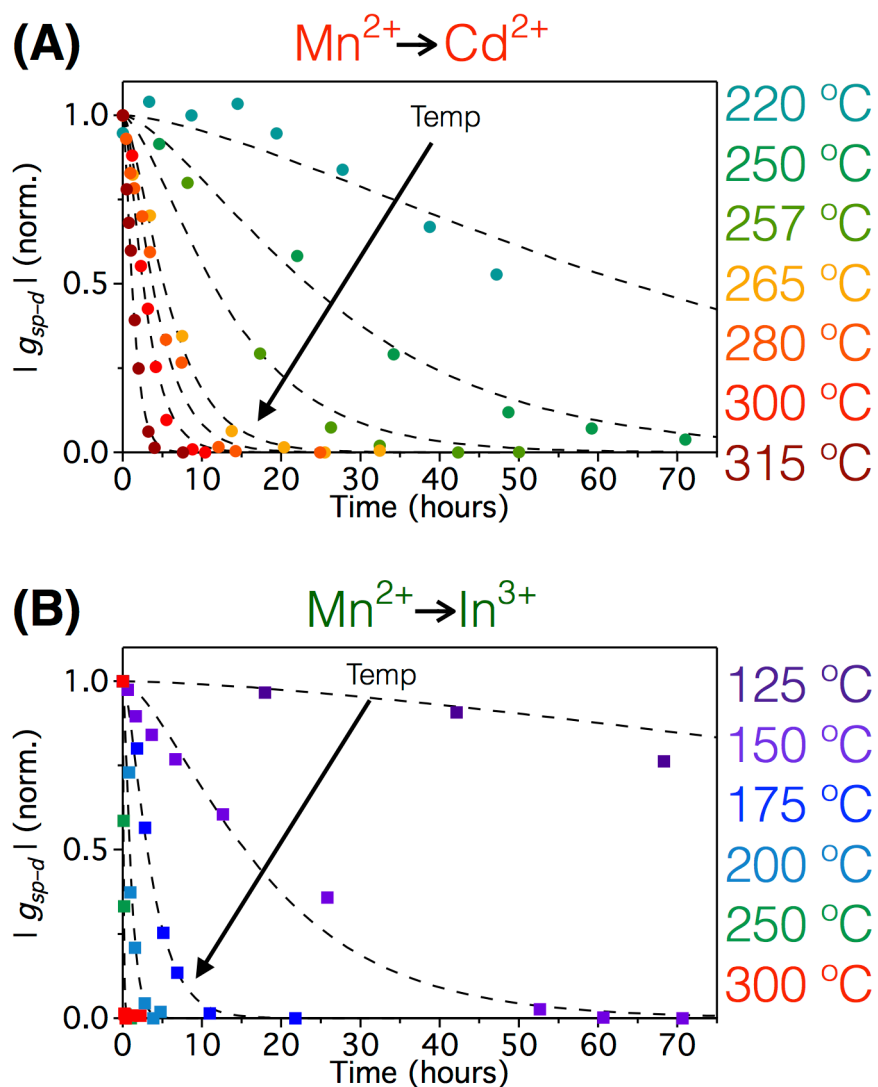 (A)
Mn²⁺→Cd²⁺
| g_sp-d | (norm.)
1.0
0.5
0.0
Temp
0 10 20 30 40 50 60 70
Time (hours)
220 °C
250 °C
257 °C
265 °C
280 °C
300 °C
315 °C
(B)
Mn²⁺→In³⁺
| g_sp-d | (norm.)
1.0
0.5
0.0
Temp
0 10 20 30 40 50 60 70
Time (hours)
125 °C
150 °C
175 °C
200 °C
250 °C
300 °C